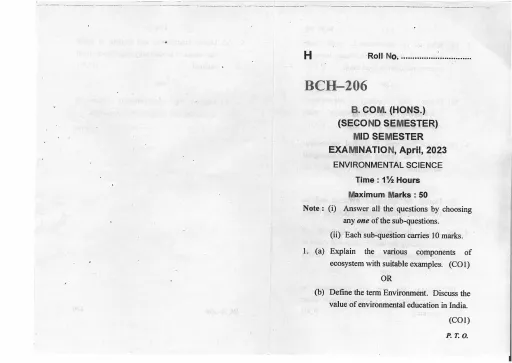 H Roll No. ..............................
BCH–206
B. COM. (HONS.)
(SECOND SEMESTER)
MID SEMESTER
EXAMINATION, April, 2023
ENVIRONMENTAL SCIENCE
Time : 1½ Hours
Maximum Marks : 50
Note : (i) Answer all the questions by choosing
any one of the sub-questions.
(ii) Each sub-question carries 10 marks.
1. (a) Explain the various components of
ecosystem with suitable examples. (CO1)
OR
(b) Define the term Environment. Discuss the
value of environmental education in India.
(CO1)
P. T. O.